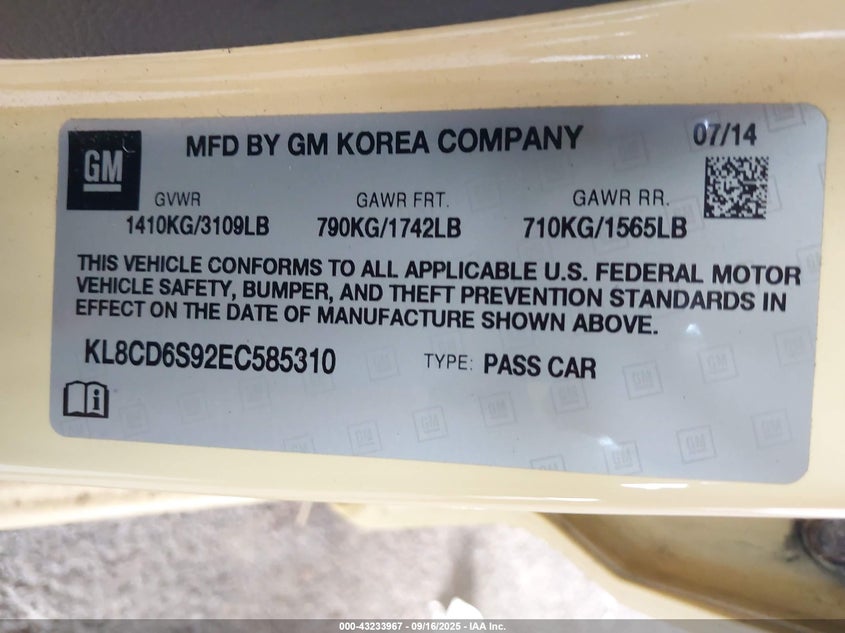 GM
MFD BY GM KOREA COMPANY
07/14
GVWR GAWR FRT. GAWR RR.
1410KG/3109LB 790KG/1742LB 710KG/1565LB
THIS VEHICLE CONFORMS TO ALL APPLICABLE U.S. FEDERAL MOTOR
VEHICLE SAFETY, BUMPER, AND THEFT PREVENTION STANDARDS IN
EFFECT ON THE DATE OF MANUFACTURE SHOWN ABOVE.
KL8CD6S92EC585310 TYPE: PASS CAR
000-43233967 - 09/16/2025 - IAA Inc.